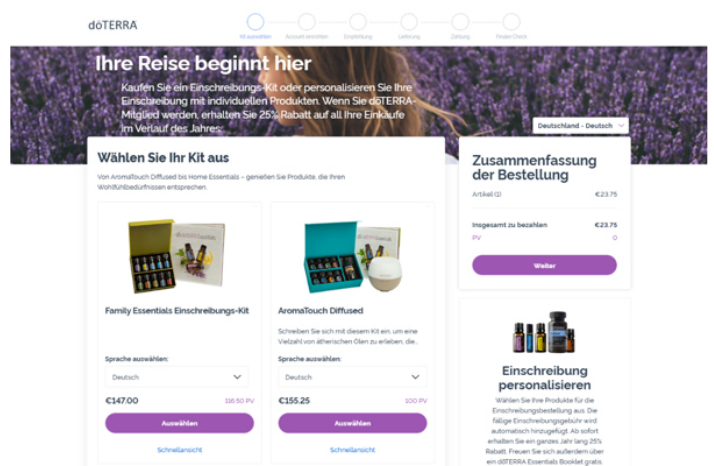 dōTERRA
Kit auswählen
Account einrichten
Empfehlung
Lieferung
Zahlung
Finaler Check
Ihre Reise beginnt hier
Kaufen Sie ein Einschreibungs-Kit oder personalisieren Sie Ihre
Einschreibung mit individuellen Produkten. Wenn Sie dōTERRA-
Mitglied werden, erhalten Sie 25% Rabatt auf all Ihre Einkäufe
im Verlauf des Jahres.
Deutschland - Deutsch
Wählen Sie Ihr Kit aus
Von AromaTouch Diffused bis Home Essentials – genießen Sie Produkte, die Ihren
Wohlfühlbedürfnissen entsprechen.
Family Essentials Einschreibungs-Kit
Sprache auswählen:
Deutsch
€147.00
116.50 PV
Auswählen
Schnellansicht
AromaTouch Diffused
Schreiben Sie sich mit diesem Kit ein, um eine
Vielzahl von ätherischen Ölen zu erleben, die...
Sprache auswählen:
Deutsch
€155.25
100 PV
Auswählen
Schnellansicht
Zusammenfassung
der Bestellung
Artikel (1) €23.75
Insgesamt zu bezahlen €23.75
PV 0
Weiter
Einschreibung
personalisieren
Wählen Sie Ihre Produkte für die
Einschreibungsbestellung aus. Die
fällige Einschreibungsgebühr wird
automatisch hinzugefügt. Ab sofort
erhalten Sie ein ganzes Jahr lang 25%
Rabatt. Freuen Sie sich außerdem über
ein dōTERRA Essentials Booklet gratis.